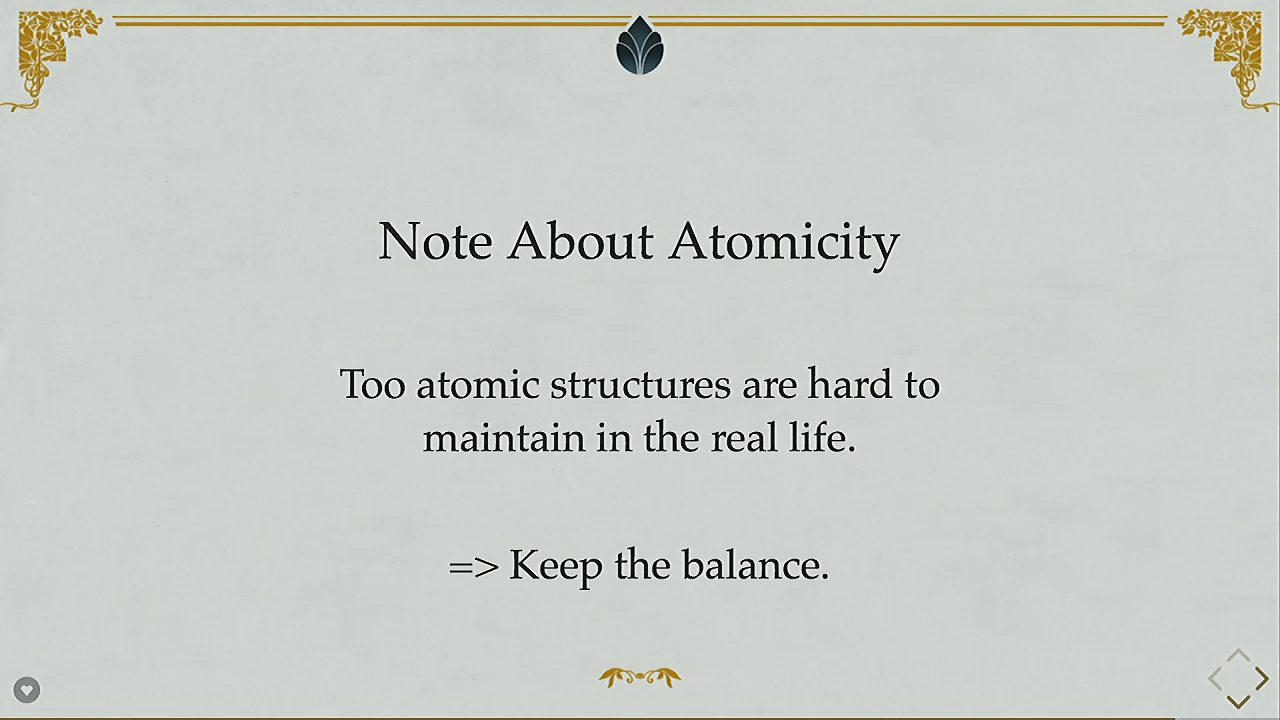 Note About Atomicity
Too atomic structures are hard to
maintain in the real life.
=> Keep the balance.